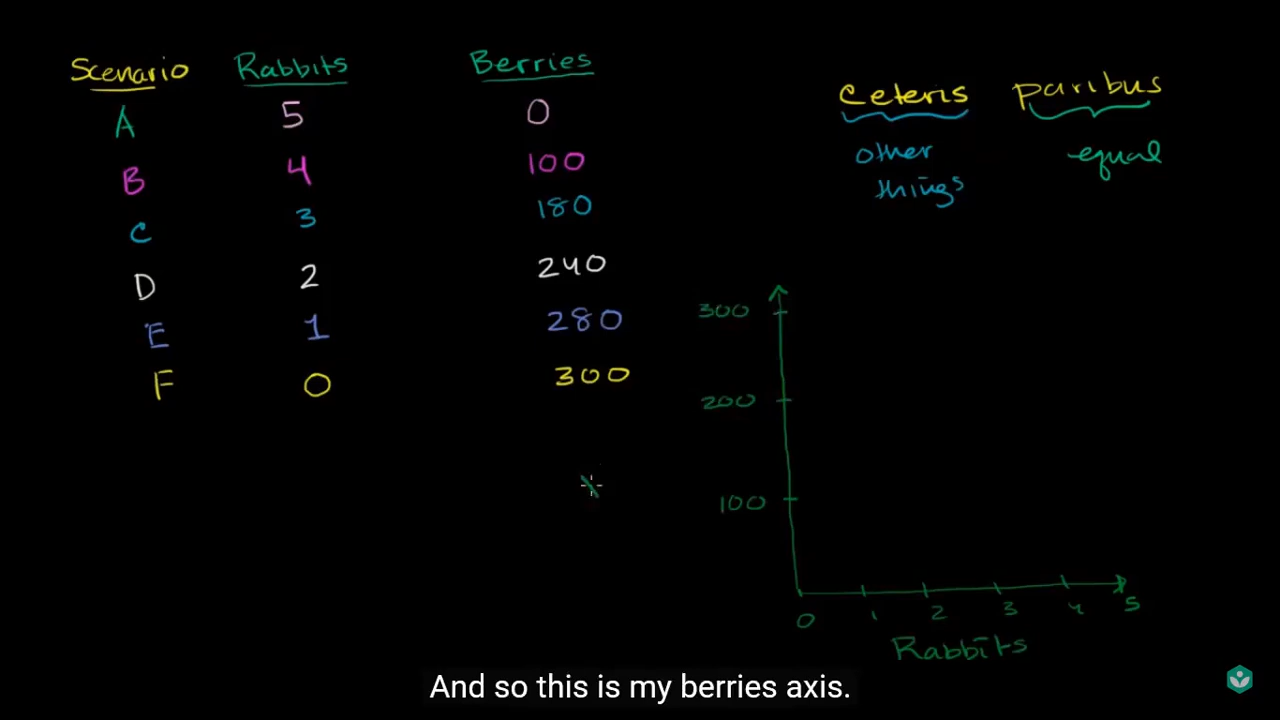 Scenario Rabbits Berries
A 5 0
B 4 100
C 3 180
D 2 240
E 1 280
F 0 300
Ceteris paribus
other equal
things
300
200
100
0 1 2 3 4 5
Rabbits
And so this is my berries axis.